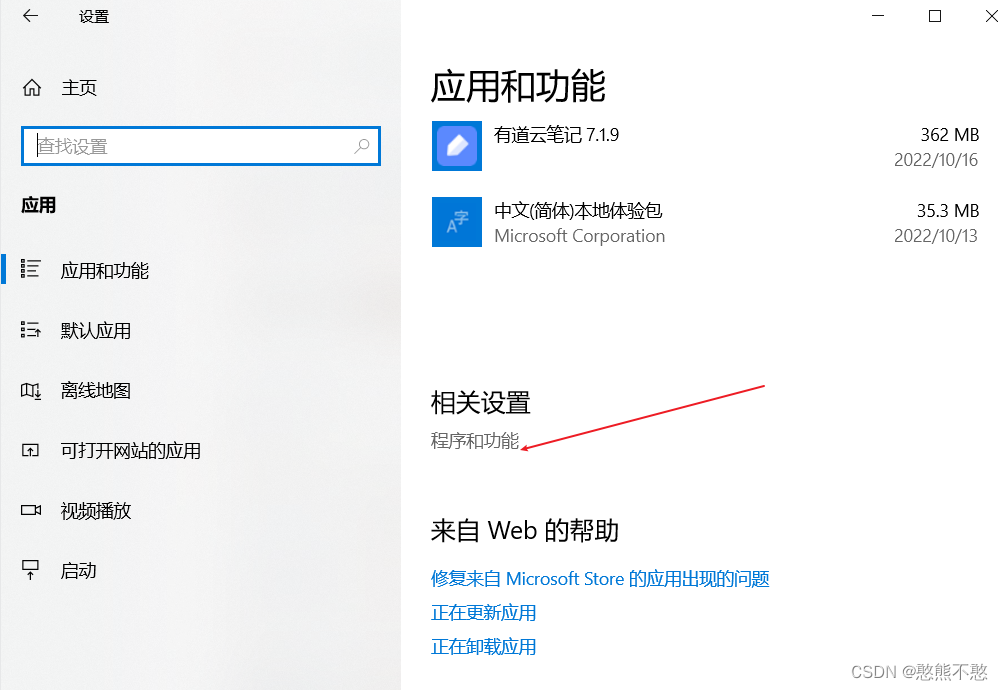 设置
主页
查找设置
应用
应用和功能
默认应用
离线地图
可打开网站的应用
视频播放
启动
应用和功能
有道云笔记 7.1.9
362 MB
2022/10/16
A字
中文(简体)本地体验包
35.3 MB
Microsoft Corporation
2022/10/13
相关设置
程序和功能
来自 Web 的帮助
修复来自 Microsoft Store 的应用出现的问题
正在更新应用
正在卸载应用
CSDN @憨熊不憨